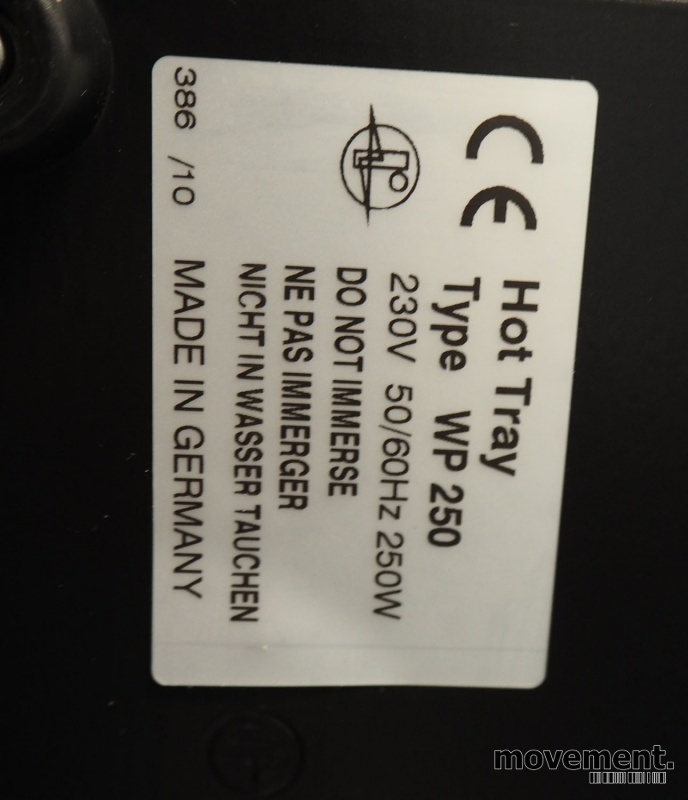 CE
Hot Tray
Type WP 250
230V 50/60Hz 250W
DO NOT IMMERSE
NE PAS IMMERGER
NICHT IN WASSER TAUCHEN
386 /10 MADE IN GERMANY
movement.